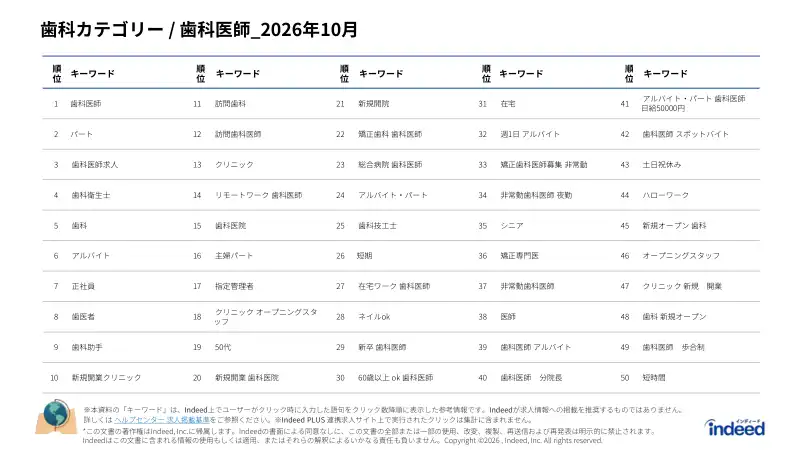 歯科カテゴリー / 歯科医師_2026年10月
順位 キーワード 順位 キーワード 順位 キーワード 順位 キーワード 順位 キーワード
1 歯科医師 11 訪問歯科 21 新規開院 31 在宅 41 アルバイト・パート 歯科医師 日給50000円
2 パート 12 訪問歯科医師 22 矯正歯科 歯科医師 32 週1日 アルバイト 42 歯科医師 スポットバイト
3 歯科医師求人 13 クリニック 23 総合病院 歯科医師 33 矯正歯科医師募集 非常勤 43 土日祝休み
4 歯科衛生士 14 リモートワーク 歯科医師 24 アルバイト・パート 34 非常勤歯科医師 夜勤 44 ハローワーク
5 歯科 15 歯科医院 25 歯科技工士 35 シニア 45 新規オープン 歯科
6 アルバイト 16 主婦パート 26 短期 36 矯正専門医 46 オープニングスタッフ
7 正社員 17 指定管理者 27 在宅ワーク 歯科医師 37 非常勤歯科医師 47 クリニック 新規　開業
8 歯医者 18 クリニック オープニングスタッフ 28 ネイルok 38 医師 48 歯科 新規オープン
9 歯科助手 19 50代 29 新卒 歯科医師 39 歯科医師 アルバイト 49 歯科医師　歩合制
10 新規開業クリニック 20 新規開業 歯科医院 30 60歳以上 ok 歯科医師 40 歯科医師　分院長 50 短時間
※本資料の「キーワード」は、Indeed上でユーザーがクリック時に入力した語句をクリック数降順に表示した参考情報です。Indeedが求人情報への掲載を推奨するものではありません。
詳しくは ヘルプセンター 求人掲載基準をご参照ください。※Indeed PLUS 連携求人サイト上で実行されたクリックは集計に含まれません。
*この文書の著作権はIndeed, Inc.に帰属します。Indeedの書面による同意なしに、この文書の全部または一部の使用、改変、複製、再送信および再発表は明示的に禁止されます。
Indeedはこの文書に含まれる情報の使用もしくは適用、またはそれらの解釈によるいかなる責任も負いません。Copyright ©2026 , Indeed, Inc. All rights reserved.
インディード
indeed